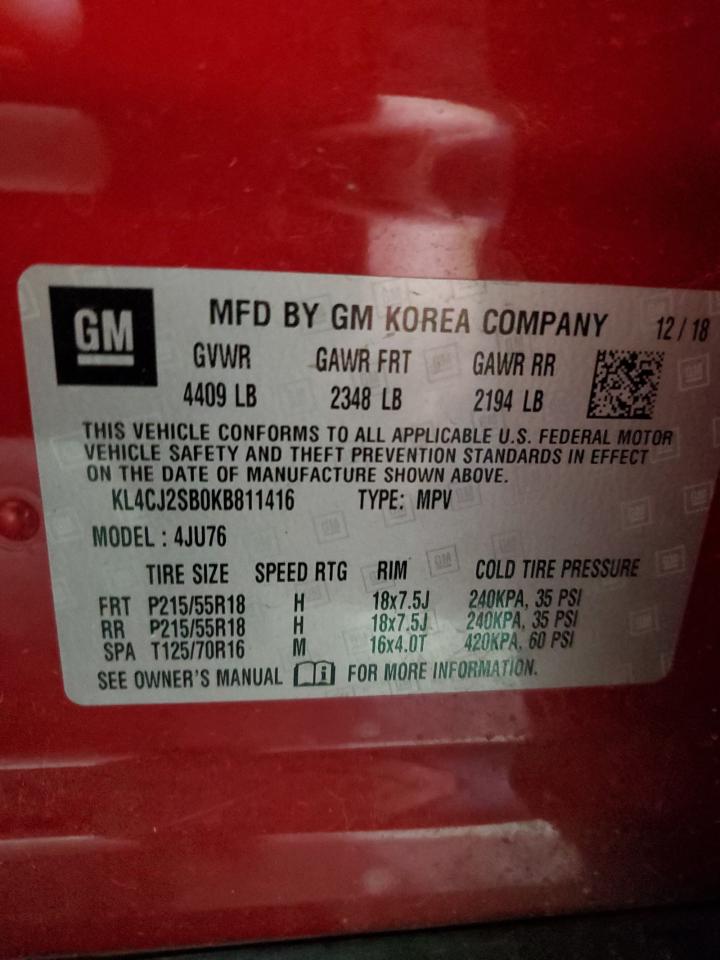 GM
MFD BY GM KOREA COMPANY 12/18
GVWR GAWR FRT GAWR RR
4409 LB 2348 LB 2194 LB
THIS VEHICLE CONFORMS TO ALL APPLICABLE U.S. FEDERAL MOTOR
VEHICLE SAFETY AND THEFT PREVENTION STANDARDS IN EFFECT
ON THE DATE OF MANUFACTURE SHOWN ABOVE.
KL4CJ2SB0KB811416 TYPE: MPV
MODEL : 4JU76
TIRE SIZE SPEED RTG RIM COLD TIRE PRESSURE
FRT P215/55R18 H 18x7.5J 240KPA, 35 PSI
RR P215/55R18 H 18x7.5J 240KPA, 35 PSI
SPA T125/70R16 M 16x4.0T 420KPA, 60 PSI
SEE OWNER'S MANUAL i FOR MORE INFORMATION.